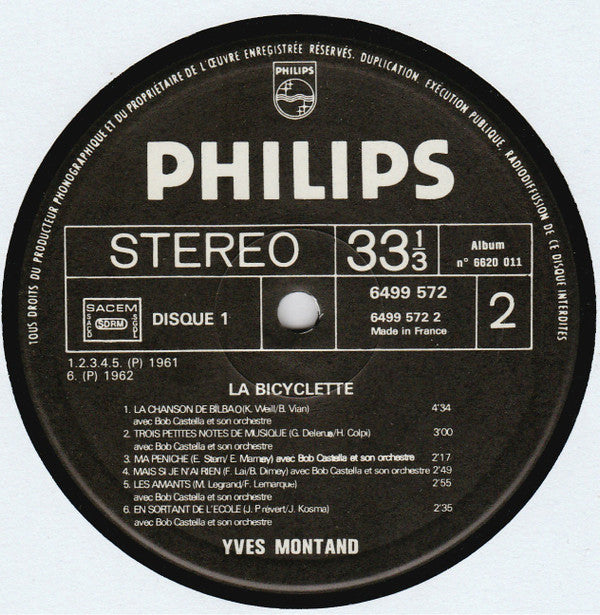 TOUS DROITS DU PRODUCTEUR PHONOGRAPHIQUE ET DU PROPRIÉTAIRE DE L'ŒUVRE ENREGISTRÉE RÉSERVÉS. DUPLICATION, EXÉCUTION PUBLIQUE, RADIODIFFUSION DE CE DISQUE INTERDITES
PHILIPS
PHILIPS
STEREO
33 1/3
Album
n° 6620 011
SACEM
SACD
SDRM
SGDL
DISQUE 1
6499 572
6499 572 2
Made in France
2
1.2.3.4.5. (P) 1961
6. (P) 1962
LA BICYCLETTE
1. LA CHANSON DE BILBAO (K. Weill/B. Vian) 4'34
avec Bob Castella et son orchestre
2. TROIS PETITES NOTES DE MUSIQUE (G. Delerue/H. Colpi) 3'00
avec Bob Castella et son orchestre
3. MA PENICHE (E. Stern/E. Marnay) avec Bob Castella et son orchestre 2'17
4. MAIS SI JE N'AI RIEN (F. Lai/B. Dimey) avec Bob Castella et son orchestre 2'49
5. LES AMANTS (M. Legrand/F. Lemarque) 2'55
avec Bob Castella et son orchestre
6. EN SORTANT DE L'ECOLE (J. Prévert/J. Kosma) 2'35
avec Bob Castella et son orchestre
YVES MONTAND